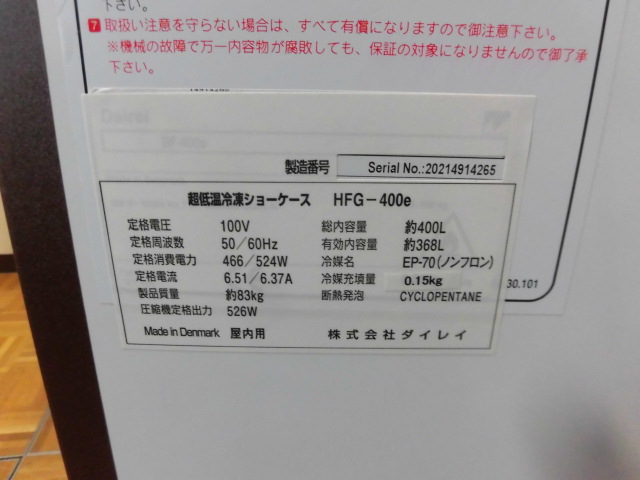 下さい。
7 取扱い注意を守らない場合は、すべて有償になりますので御注意下さい。
※機械の故障で万一内容物が腐敗しても、保証の対象になりませんので御了承
下さい。
製造番号 Serial No.:20214914265
超低温冷凍ショーケース HFG-400e
定格電圧 100V 総内容量 約400L
定格周波数 50/60Hz 有効内容量 約368L
定格消費電力 466/524W 冷媒名 EP-70(ノンフロン)
定格電流 6.51/6.37A 冷媒充填量 0.15kg
製品質量 約83kg 断熱発泡 CYCLOPENTANE
圧縮機定格出力 526W
Made in Denmark 屋内用 株式会社ダイレイ
30.101